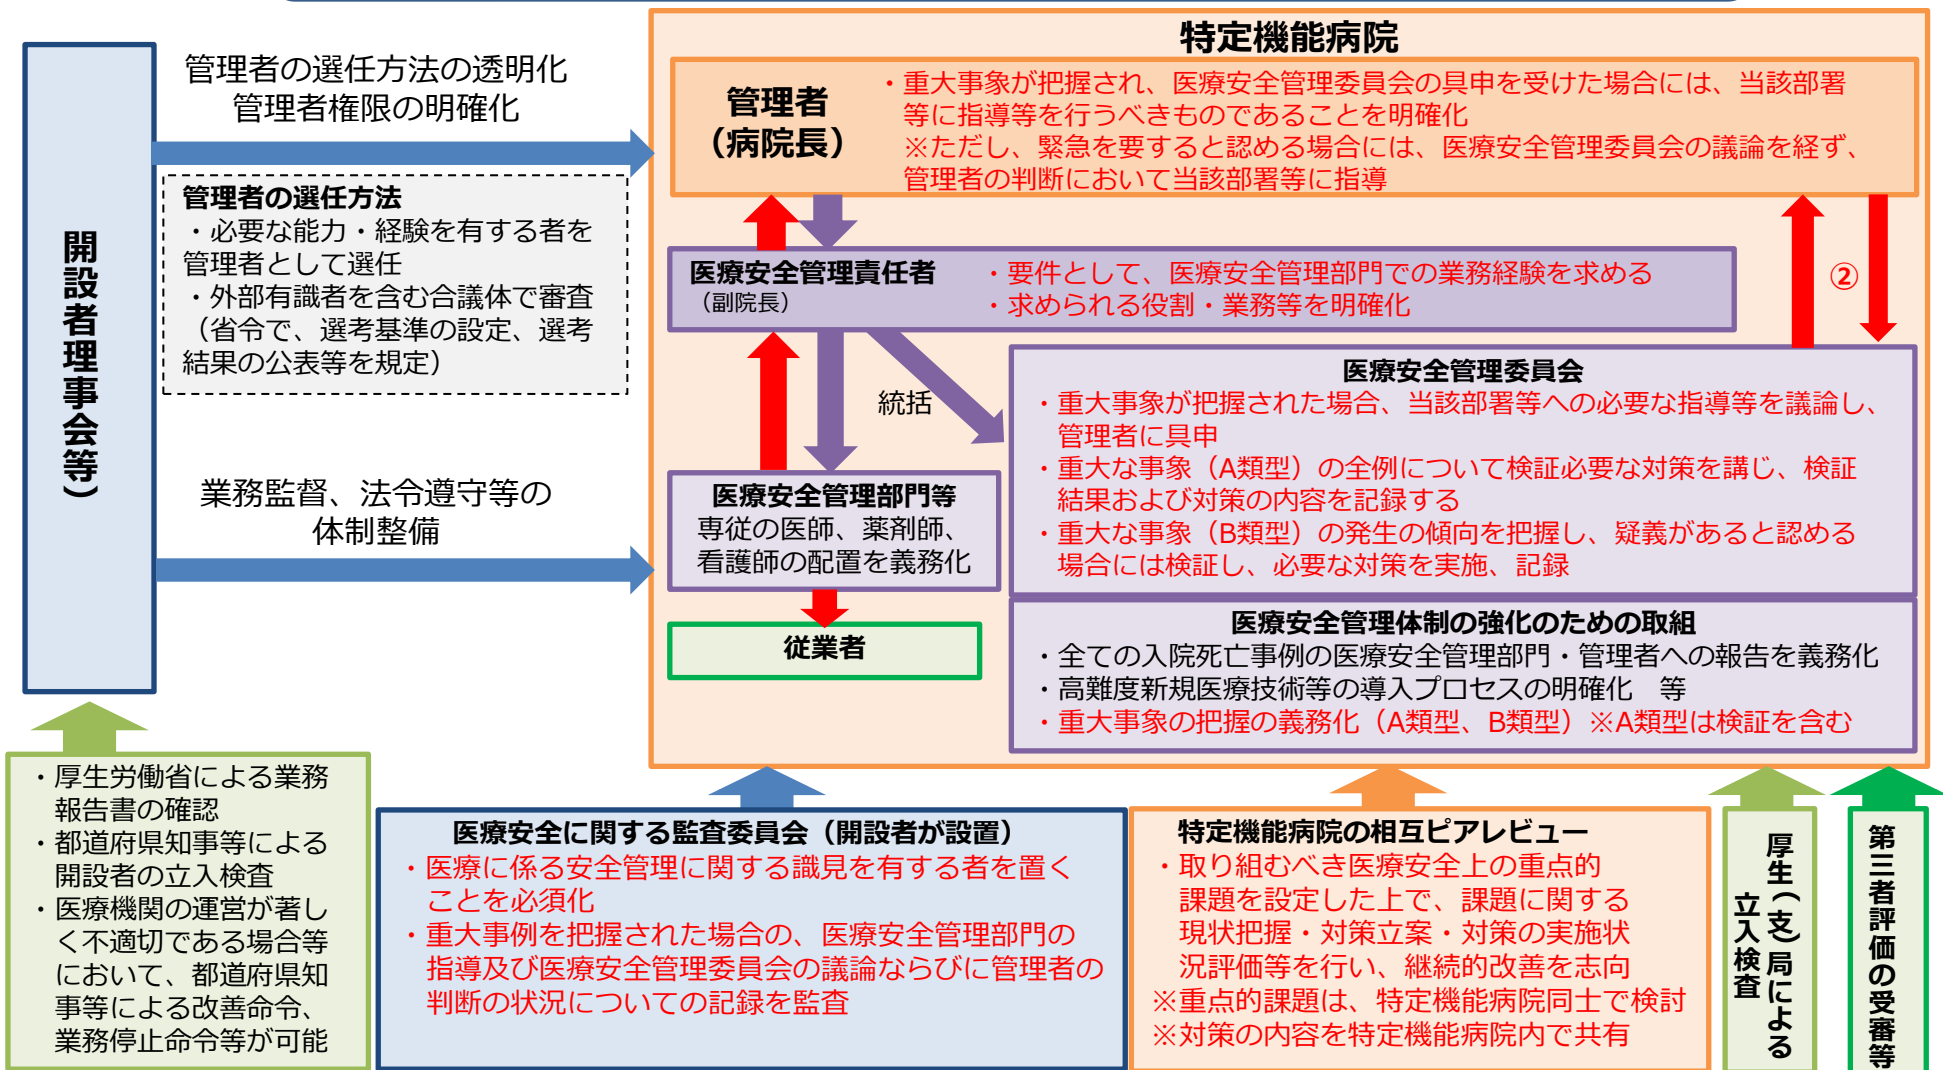 特定機能病院
開設者（理事会等）
管理者の選任方法の透明化
管理者権限の明確化
管理者の選任方法
・必要な能力・経験を有する者を
管理者として選任
・外部有識者を含む合議体で審査
（省令で、選考基準の設定、選考
結果の公表等を規定）
業務監督、法令遵守等の
体制整備
管理者
（病院長）
・重大事象が把握され、医療安全管理委員会の具申を受けた場合には、当該部署
等に指導等を行うべきものであることを明確化
※ただし、緊急を要すると認める場合には、医療安全管理委員会の議論を経ず、
管理者の判断において当該部署等に指導
医療安全管理責任者
（副院長）
・要件として、医療安全管理部門での業務経験を求める
・求められる役割・業務等を明確化
②
統括
医療安全管理部門等
専従の医師、薬剤師、
看護師の配置を義務化
従業者
医療安全管理委員会
・重大事象が把握された場合、当該部署等への必要な指導等を議論し、
管理者に具申
・重大な事象（A類型）の全例について検証必要な対策を講じ、検証
結果および対策の内容を記録する
・重大な事象（B類型）の発生の傾向を把握し、疑義があると認める
場合には検証し、必要な対策を実施、記録
医療安全管理体制の強化のための取組
・全ての入院死亡事例の医療安全管理部門・管理者への報告を義務化
・高難度新規医療技術等の導入プロセスの明確化　等
・重大事象の把握の義務化（A類型、B類型）※A類型は検証を含む
・厚生労働省による業務
報告書の確認
・都道府県知事等による
開設者の立入検査
・医療機関の運営が著し
く不適切である場合等
において、都道府県知
事等による改善命令、
業務停止命令等が可能
医療安全に関する監査委員会（開設者が設置）
・医療に係る安全管理に関する識見を有する者を置く
ことを必須化
・重大事例を把握された場合の、医療安全管理部門の
指導及び医療安全管理委員会の議論ならびに管理者の
判断の状況についての記録を監査
特定機能病院の相互ピアレビュー
・取り組むべき医療安全上の重点的
課題を設定した上で、課題に関する
現状把握・対策立案・対策の実施状
況評価等を行い、継続的改善を志向
※重点的課題は、特定機能病院同士で検討
※対策の内容を特定機能病院内で共有
厚生（支）局による
立入検査
第三者評価の受審等